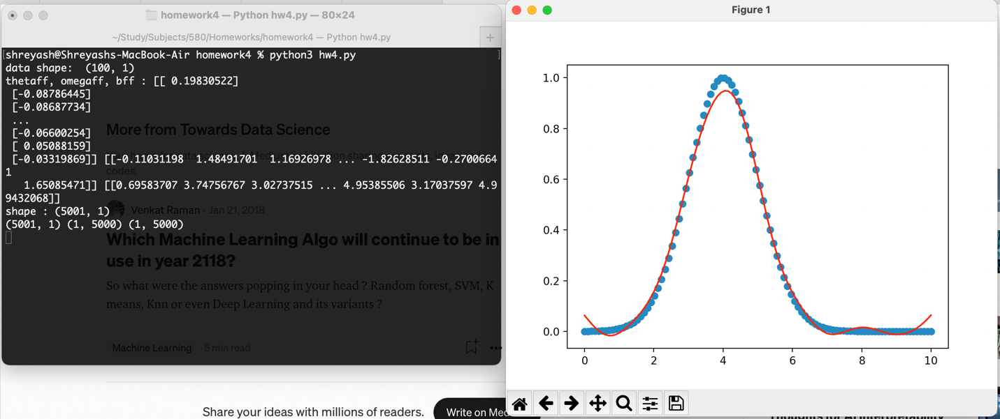 homework4 — Python hw4.py — 80×24
~/Study/Subjects/580/Homeworks/homework4 — Python hw4.py
+
[shreyash@Shreyashs-MacBook-Air homework4 % python3 hw4.py ]
data shape:  (100, 1)
thetaff, omegaff, bff : [[ 0.19830522]
 [-0.08786445]
 [-0.08687734]
 ...
 [-0.06600254]
 [ 0.05088159]
 [-0.03319869]] [[-0.11031198  1.48491701  1.16926978 ... -1.82628511 -0.2700664
1
   1.65085471]] [[0.69583707 3.74756767 3.02737515 ... 4.95385506 3.17037597 4.9
9432068]]
shape : (5001, 1)
(5001, 1) (1, 5000) (1, 5000)
More from Towards Data Science
codes.
Venkat Raman · Jan 21, 2018
Which Machine Learning Algo will continue to be in
use in year 2118?
So what were the answers popping in your head ? Random forest, SVM, K
means, Knn or even Deep Learning and its variants ?
Machine Learning 5 min read
Share your ideas with millions of readers.
Write on Med
Figure 1
1.0
0.8
0.6
0.4
0.2
0.0
0 2 4 6 8 10